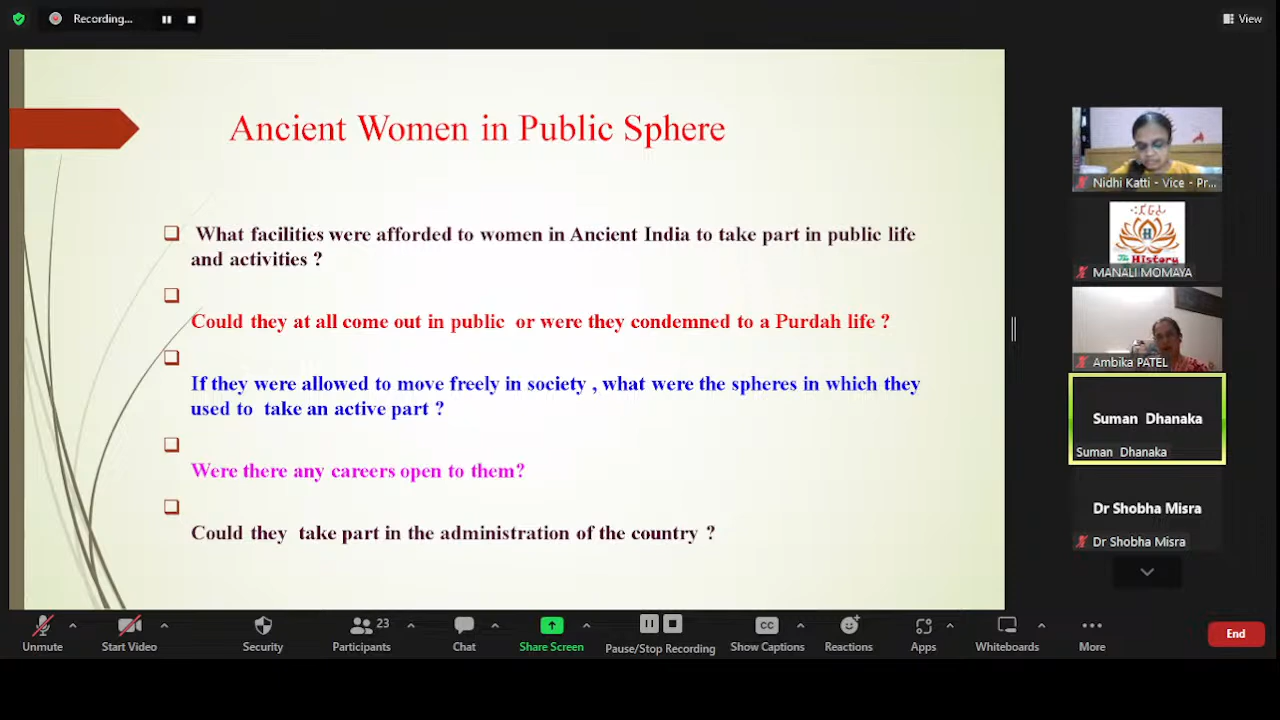 Recording...
View
Ancient Women in Public Sphere
What facilities were afforded to women in Ancient India to take part in public life
and activities ?
Could they at all come out in public or were they condemned to a Purdah life ?
If they were allowed to move freely in society , what were the spheres in which they
used to take an active part ?
Were there any careers open to them?
Could they take part in the administration of the country ?
Nidhi Katti - Vice - Pr...
H
History
MANALI MOMAYA
Ambika PATEL
Suman Dhanaka
Suman Dhanaka
Dr Shobha Misra
Dr Shobha Misra
Unmute
Start Video
Security
23
Participants
Chat
Share Screen
Pause/Stop Recording
CC
Show Captions
Reactions
Apps
Whiteboards
More
End